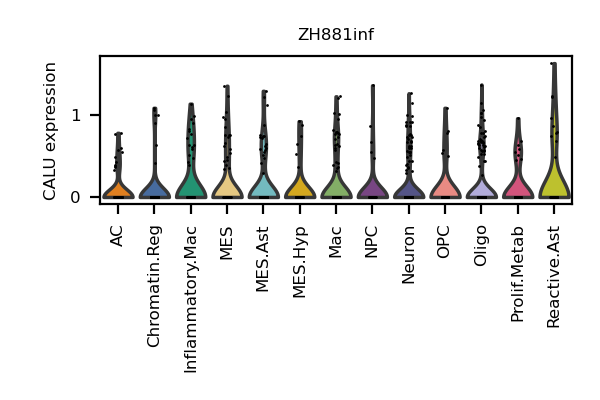 ZH881inf
CALU expression
1
0
AC
Chromatin.Reg
Inflammatory.Mac
MES
MES.Ast
MES.Hyp
Mac
NPC
Neuron
OPC
Oligo
Prolif.Metab
Reactive.Ast